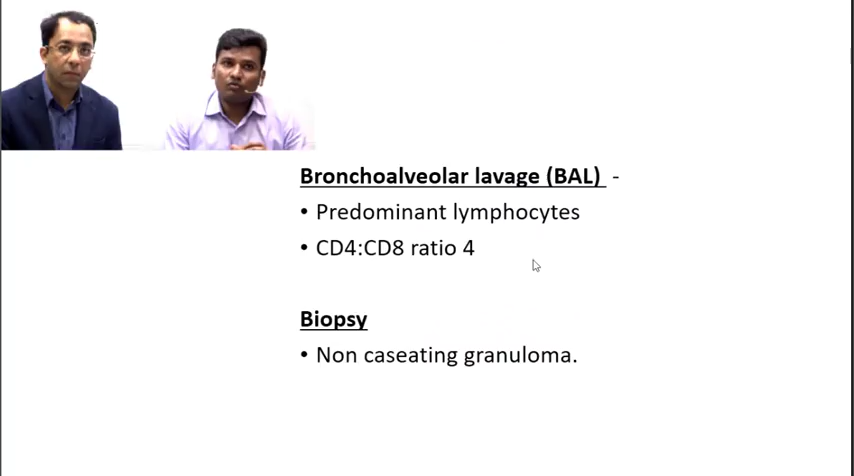 Bronchoalveolar lavage (BAL) -
• Predominant lymphocytes
• CD4:CD8 ratio 4
Biopsy
• Non caseating granuloma.